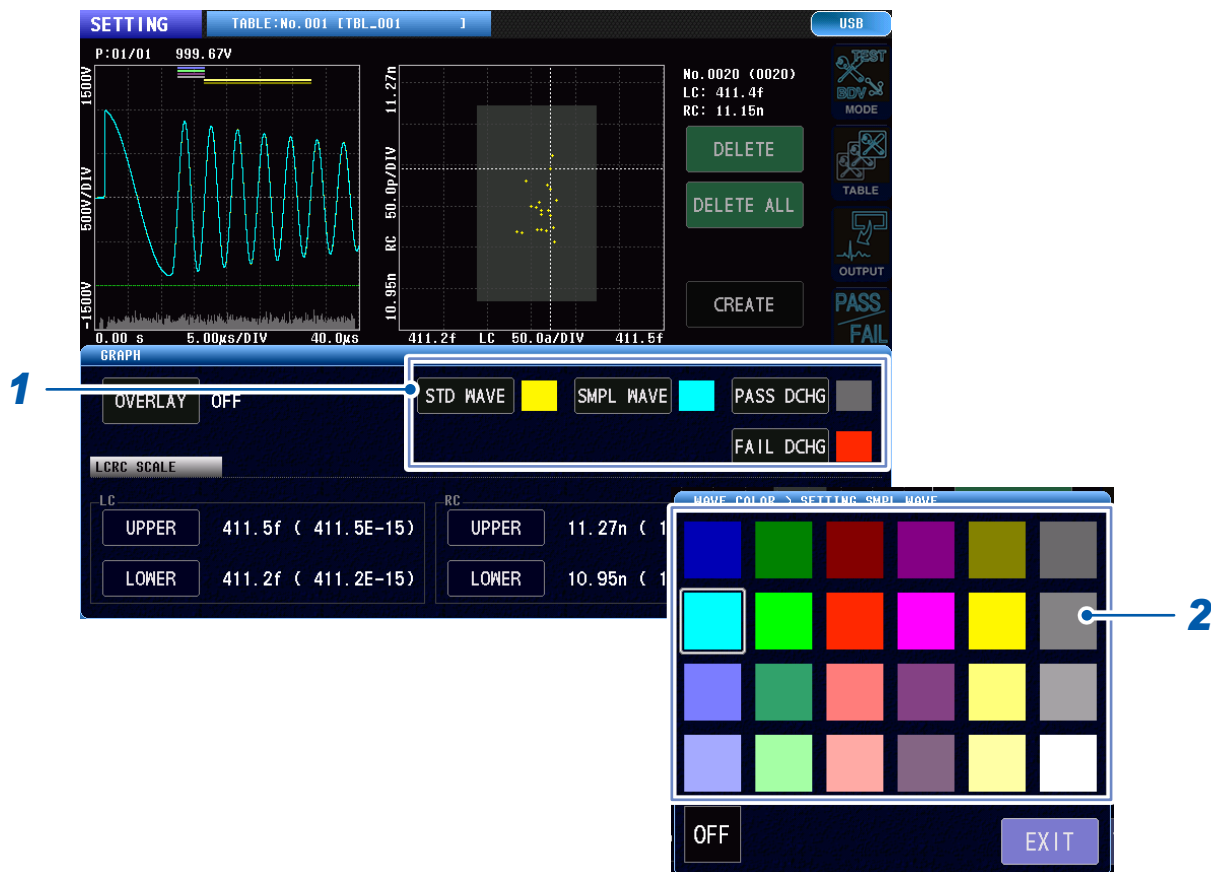 SETTING TABLE:No.001 [TBL_001 ] USB
P:01/01 999.67V
1500V
500V/DIV
-1500V
0.00 s 5.00µs/DIV 40.0µs
11.27n
50.0p/DIV
RC
10.95n
411.2f LC 50.0a/DIV 411.5f
No.0020 (0020)
LC: 411.4f
RC: 11.15n
DELETE
DELETE ALL
CREATE
TEST
BDV
MODE
TABLE
OUTPUT
PASS
FAIL
GRAPH
1
OVERLAY OFF
STD WAVE SMPL WAVE PASS DCHG
FAIL DCHG
LCRC SCALE
LC
UPPER 411.5f ( 411.5E-15)
LOWER 411.2f ( 411.2E-15)
RC
UPPER 11.27n ( 1
LOWER 10.95n ( 1
WAVE COLOR > SETTING SMPL WAVE
2
OFF EXIT